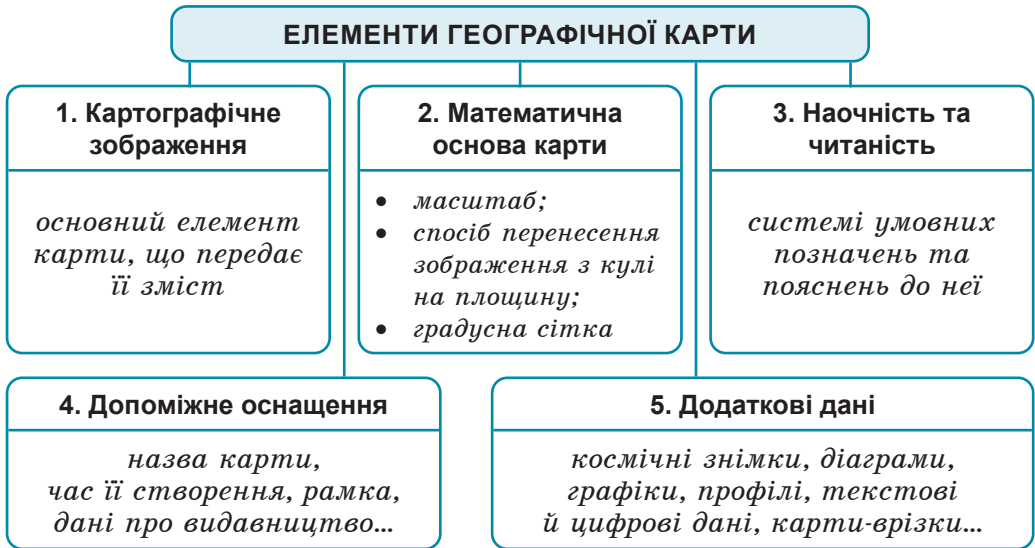 ЕЛЕМЕНТИ ГЕОГРАФІЧНОЇ КАРТИ
1. Картографічне
зображення
основний елемент
карти, що передає
її зміст
2. Математична
основа карти
• масштаб;
• спосіб перенесення
зображення з кулі
на площину;
• градусна сітка
3. Наочність та
читаність
системі умовних
позначень та
пояснень до неї
4. Допоміжне оснащення
назва карти,
час її створення, рамка,
дані про видавництво...
5. Додаткові дані
космічні знімки, діаграми,
графіки, профілі, текстові
й цифрові дані, карти-врізки...